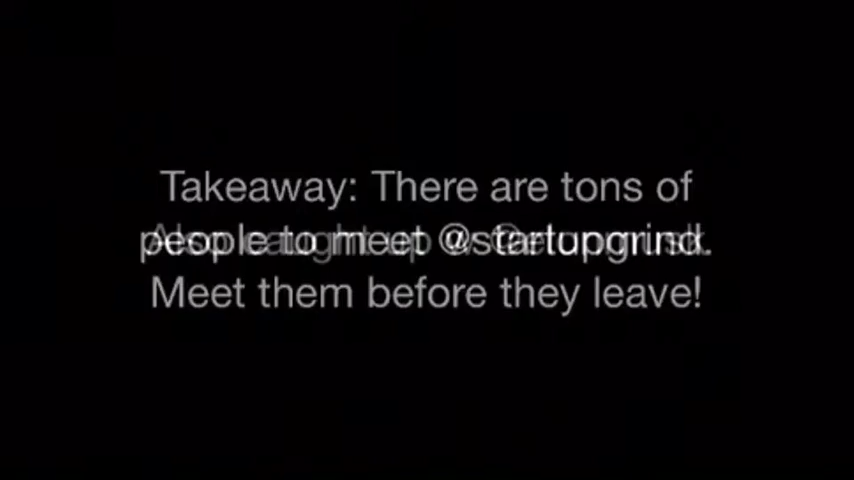 Takeaway: There are tons of
people to meet @startupgrind.
Meet them before they leave!